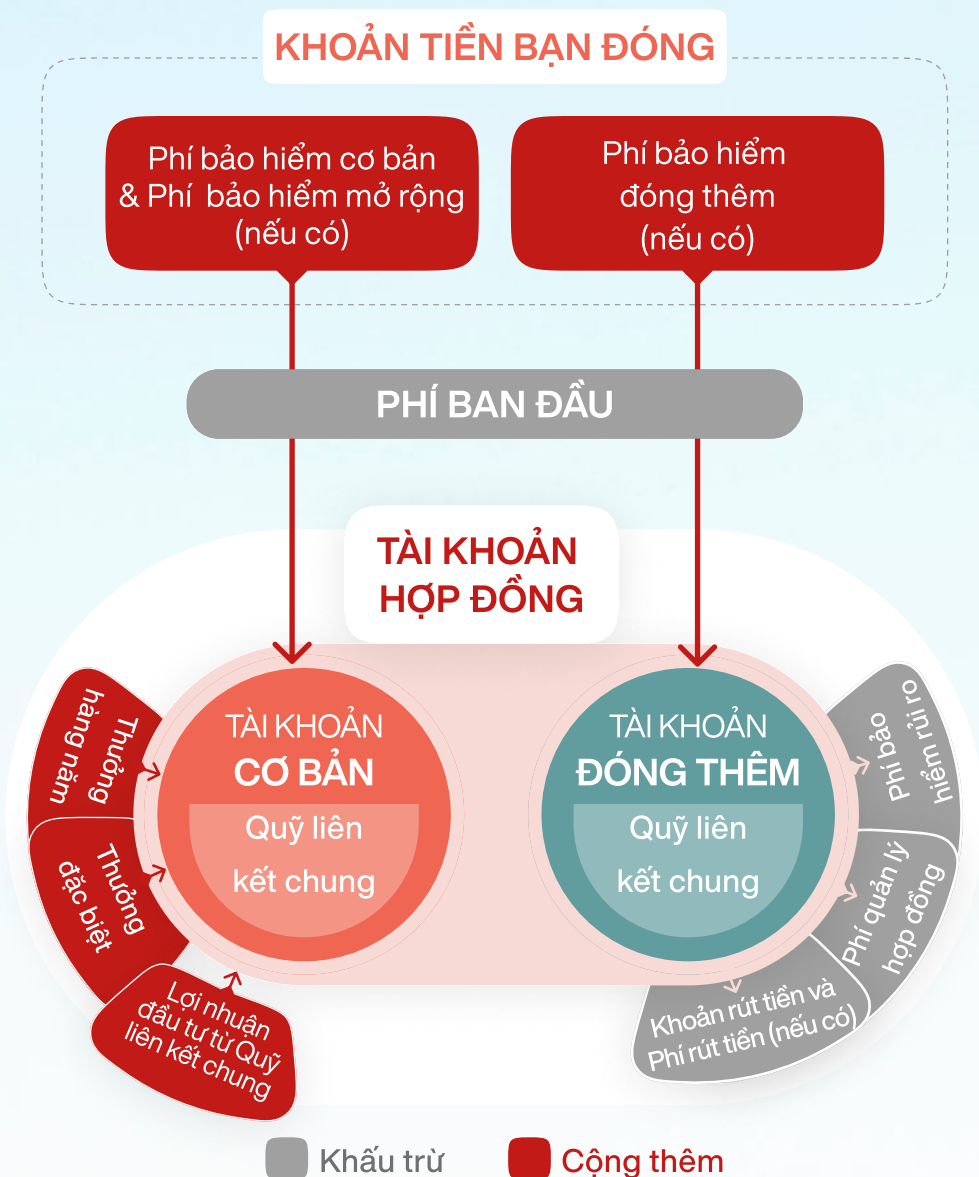 KHOẢN TIỀN BẠN ĐÓNG
Phí bảo hiểm cơ bản
& Phí bảo hiểm mở rộng
(nếu có)
Phí bảo hiểm
đóng thêm
(nếu có)
PHÍ BAN ĐẦU
TÀI KHOẢN
HỢP ĐỒNG
TÀI KHOẢN
CƠ BẢN
Quỹ liên
kết chung
TÀI KHOẢN
ĐÓNG THÊM
Quỹ liên
kết chung
Thưởng
hàng năm
Thưởng
đặc biệt
Lợi nhuận
đầu tư từ Quỹ
liên kết chung
Phí bảo
hiểm rủi ro
Phí quản lý
hợp đồng
Khoản rút tiền và
Phí rút tiền (nếu có)
Khấu trừ
Cộng thêm